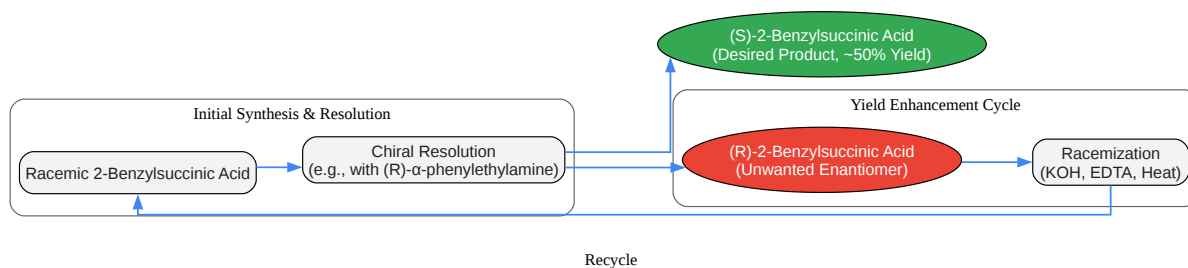 (S)-2-Benzylsuccinic Acid
(Desired Product, ~50% Yield)
Initial Synthesis & Resolution
Yield Enhancement Cycle
Racemic 2-Benzylsuccinic Acid
Chiral Resolution
(e.g., with (R)-α-phenylethylamine)
(R)-2-Benzylsuccinic Acid
(Unwanted Enantiomer)
Racemization
(KOH, EDTA, Heat)
Recycle